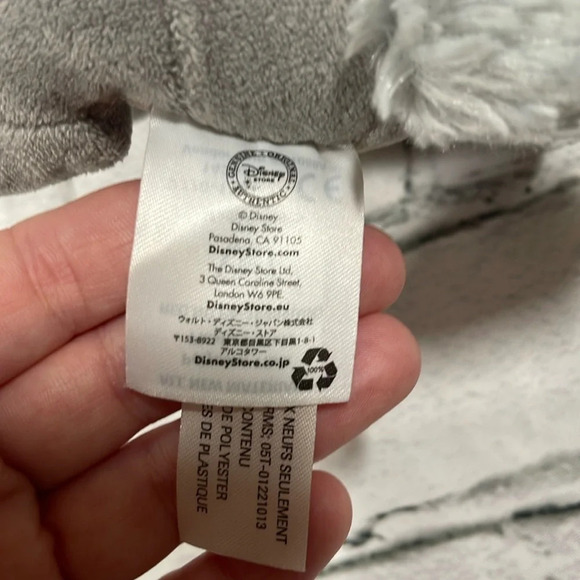 GENUINE • ORIGINAL • AUTHENTIC
Disney
STORE
© Disney
Disney Store
Pasadena, CA 91105
DisneyStore.com
The Disney Store Ltd,
3 Queen Caroline Street,
London W6 9PE.
DisneyStore.eu
ウォルト・ディズニー・ジャパン株式会社
ディズニー・ストア
〒153-8922 東京都目黒区下目黒1-8-1
アルコタワー
DisneyStore.co.jp
100%
X NEUFS SEULEMENT
RMS: 05T-01221013
CONTENU
DE POLYESTER
ES DE PLASTIQUE